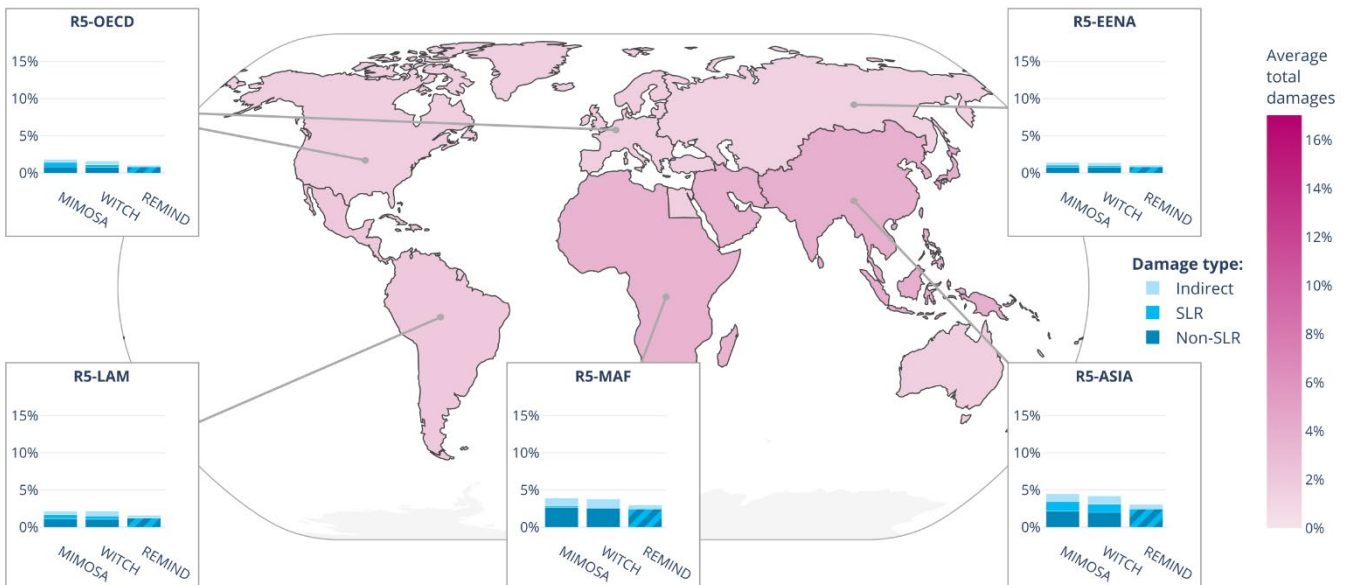 R5-OECD
15%
10%
5%
0%
MIMOSA
WITCH
REMIND
R5-EENA
15%
10%
5%
0%
MIMOSA
WITCH
REMIND
Average
total
damages
16%
14%
12%
10%
8%
6%
4%
2%
0%
Damage type:
Indirect
SLR
Non-SLR
R5-LAM
15%
10%
5%
0%
MIMOSA
WITCH
REMIND
R5-MAF
15%
10%
5%
0%
MIMOSA
WITCH
REMIND
R5-ASIA
15%
10%
5%
0%
MIMOSA
WITCH
REMIND